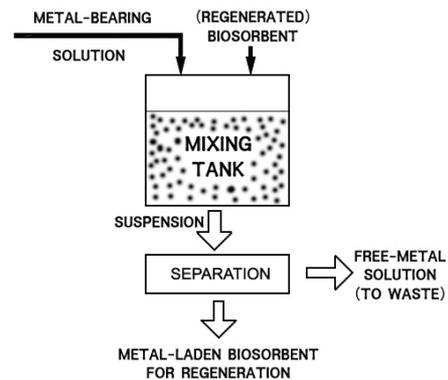 METAL-BEARING
SOLUTION
(REGENERATED)
BIOSORBENT
MIXING
TANK
SUSPENSION
SEPARATION
FREE-METAL
SOLUTION
(TO WASTE)
METAL-LADEN BIOSORBENT
FOR REGENERATION